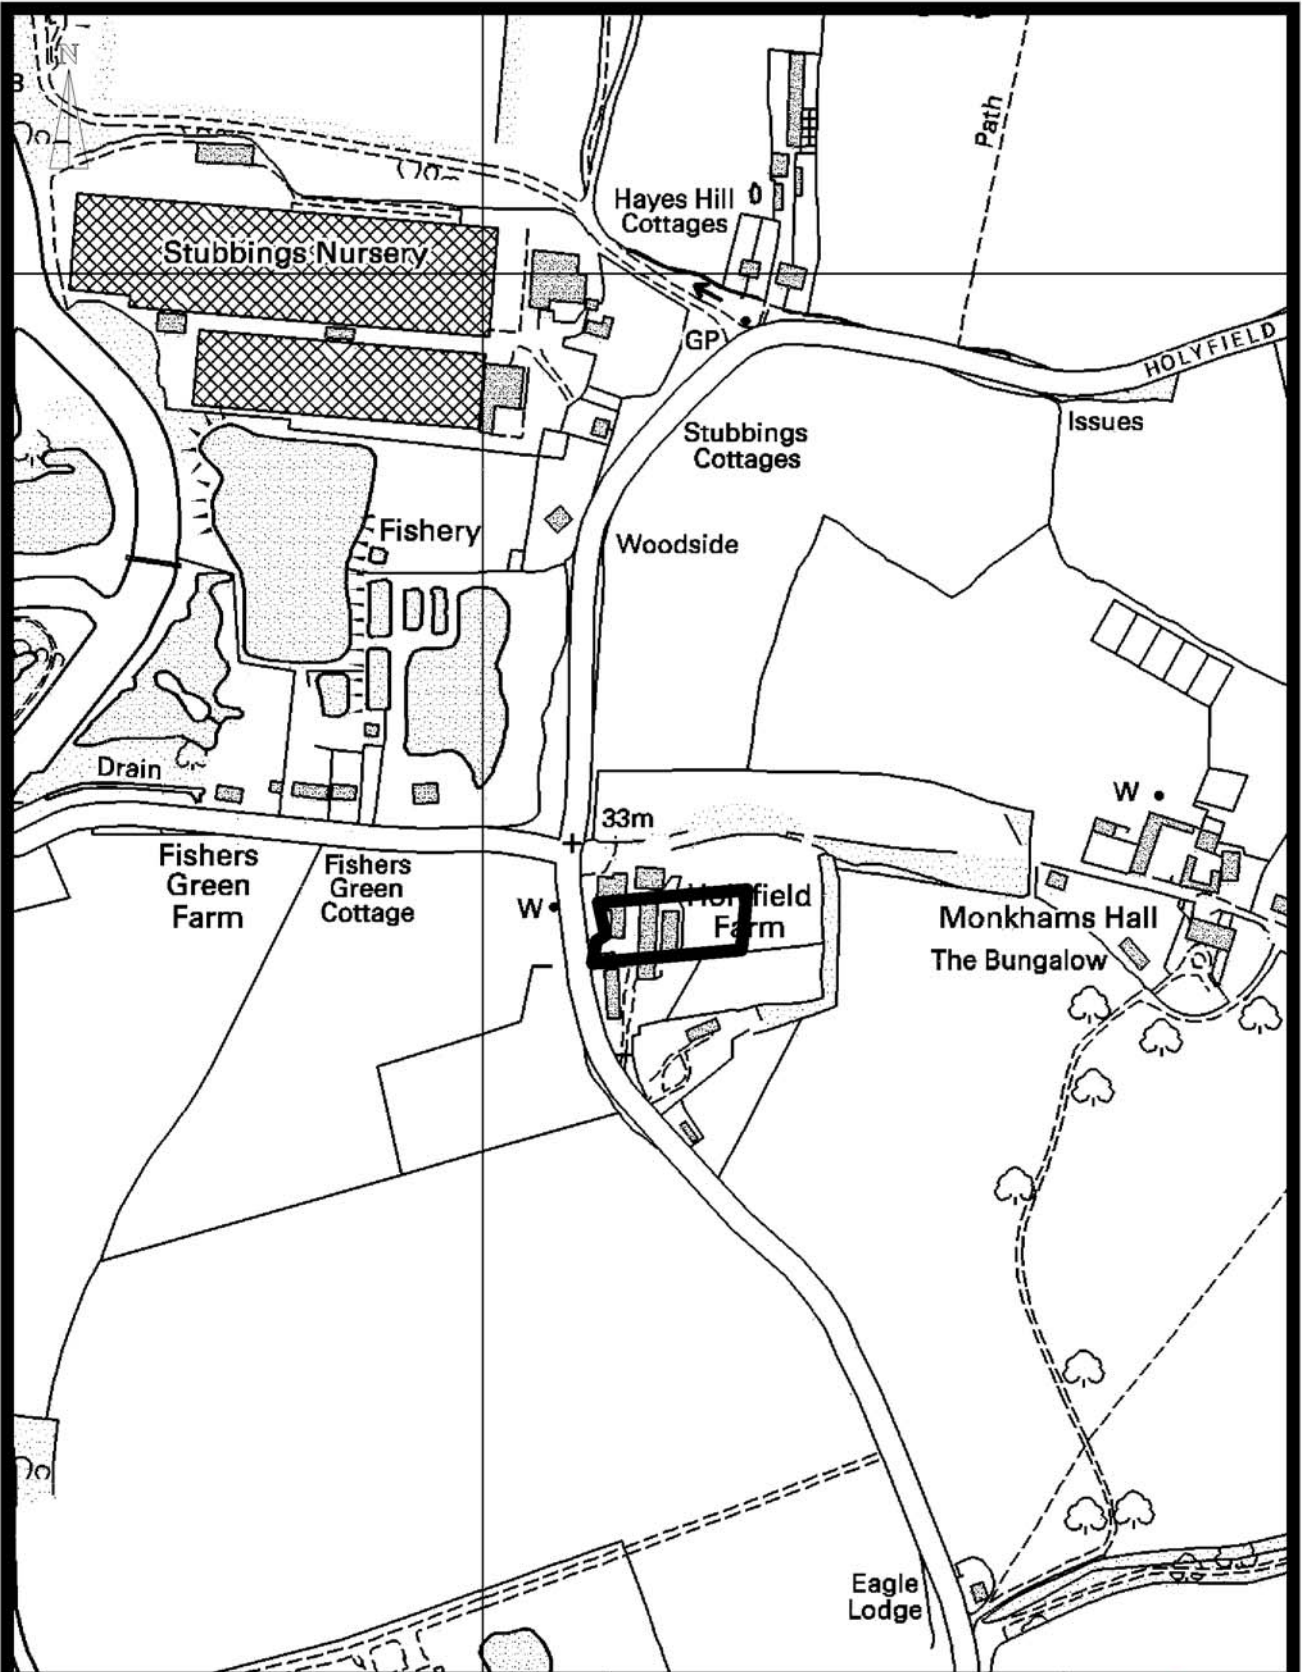 N
Path
Hayes Hill
Cottages
Stubbings Nursery
GP
HOLYFIELD
Issues
Stubbings
Cottages
Fishery
Woodside
Drain
W
33m
Fishers
Green
Farm
Fishers
Green
Cottage
W
Farm
Monkhams Hall
The Bungalow
Eagle
Lodge